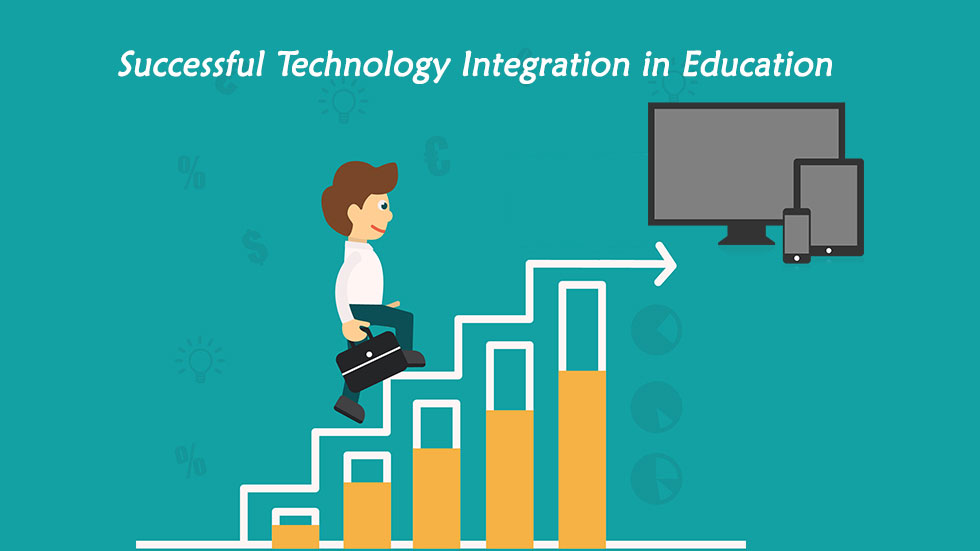 Successful Technology Integration in Education
€
%
$
%